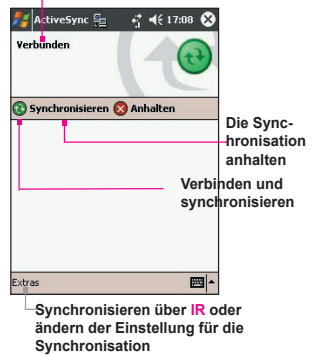 ActiveSync 17:08
Verbünden
Synchronisieren Anhalten
Die Sync-
hronisation
anhalten
Verbinden und
synchronisieren
Extras
Synchronisieren über IR oder
ändern der Einstellung für die
Synchronisation